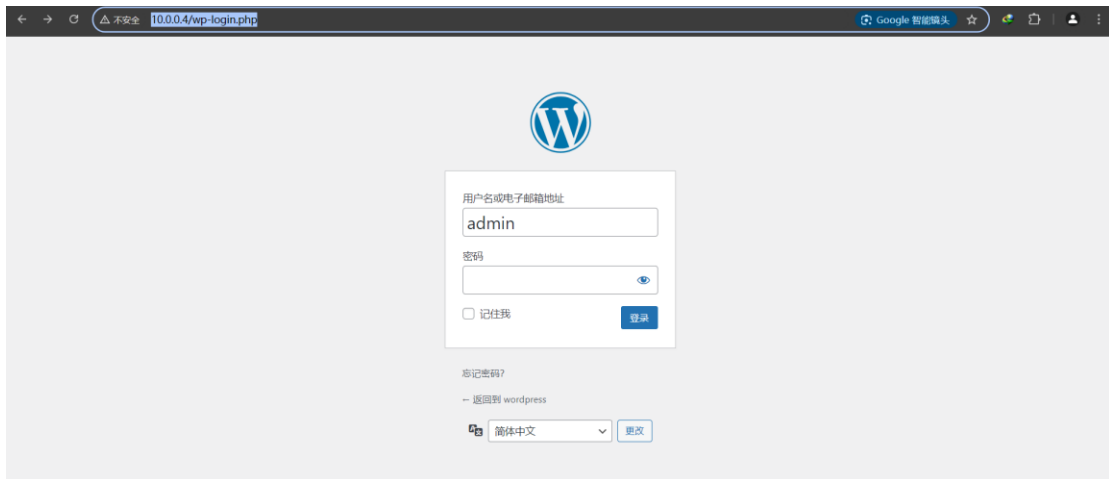 不安全 10.0.0.4/wp-login.php Google 智能镜头
用户名或电子邮箱地址
admin
密码
记住我 登录
忘记密码?
← 返回到 wordpress
简体中文 更改